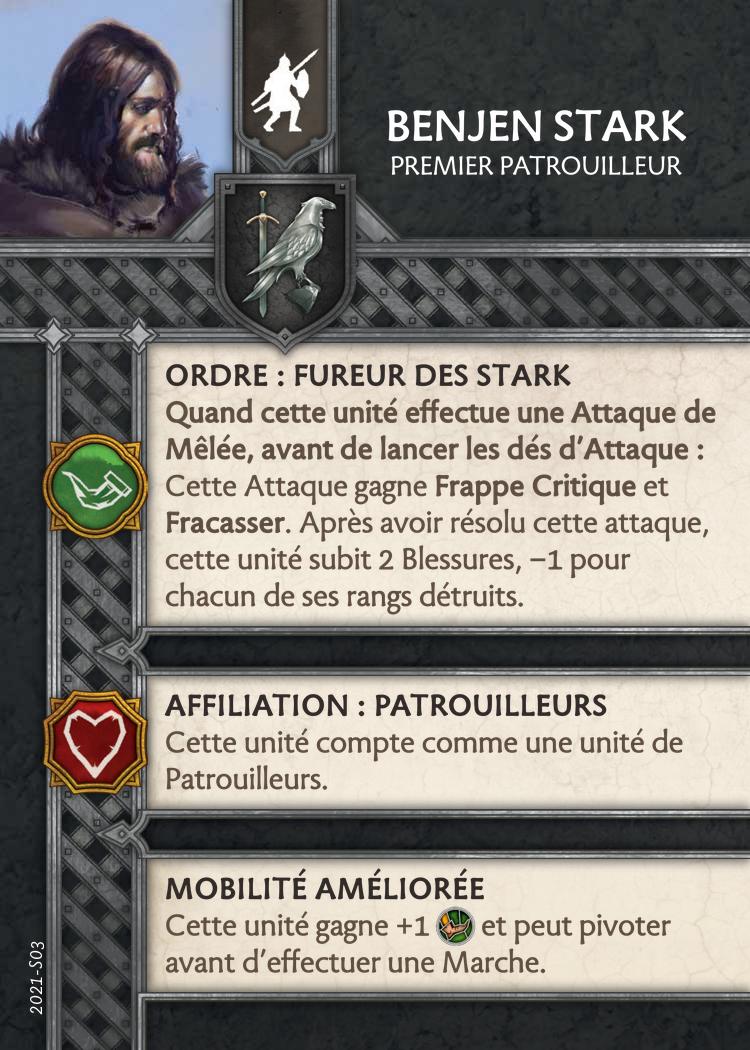 BENJEN STARK
PREMIER PATROUILLEUR
ORDRE : FUREUR DES STARK
Quand cette unité effectue une Attaque de
Mêlée, avant de lancer les dés d’Attaque :
Cette Attaque gagne Frappe Critique et
Fracasser. Après avoir résolu cette attaque,
cette unité subit 2 Blessures, –1 pour
chacun de ses rangs détruits.
AFFILIATION : PATROUILLEURS
Cette unité compte comme une unité de
Patrouilleurs.
MOBILITÉ AMÉLIORÉE
Cette unité gagne +1 et peut pivoter
avant d’effectuer une Marche.
2021-S03